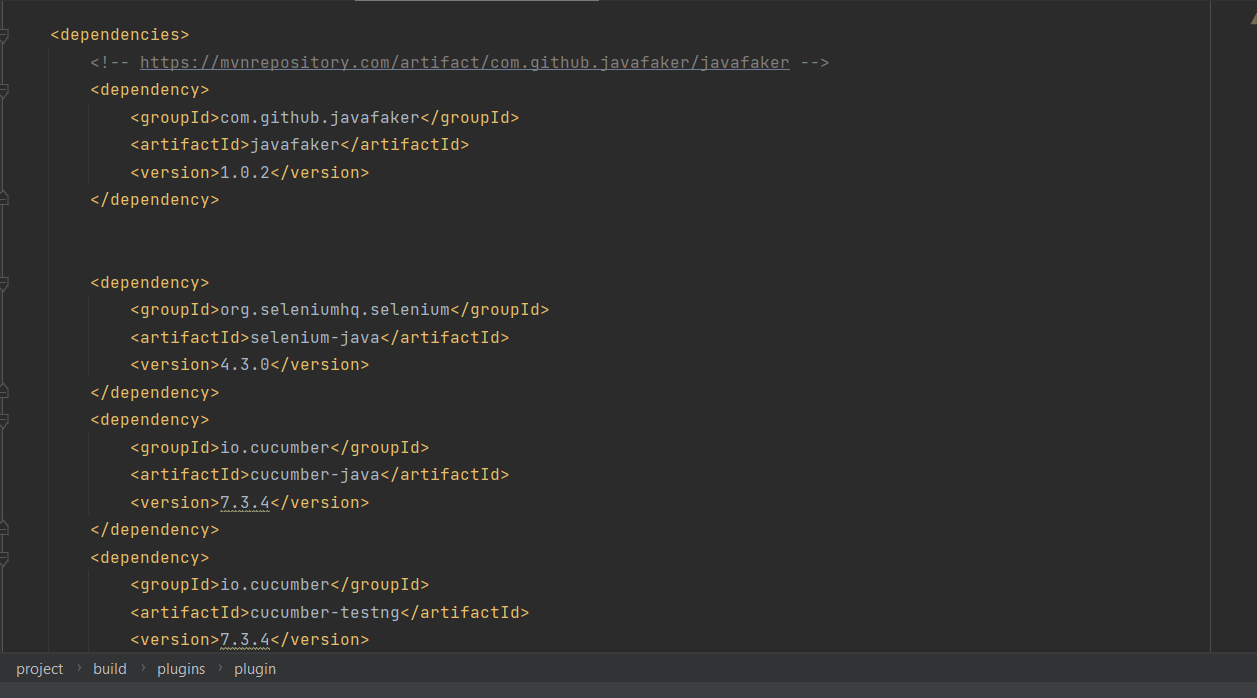 <dependencies>
<!-- https://mvnrepository.com/artifact/com.github.javafaker/javafaker -->
<dependency>
<groupId>com.github.javafaker</groupId>
<artifactId>javafaker</artifactId>
<version>1.0.2</version>
</dependency>
<dependency>
<groupId>org.seleniumhq.selenium</groupId>
<artifactId>selenium-java</artifactId>
<version>4.3.0</version>
</dependency>
<dependency>
<groupId>io.cucumber</groupId>
<artifactId>cucumber-java</artifactId>
<version>7.3.4</version>
</dependency>
<dependency>
<groupId>io.cucumber</groupId>
<artifactId>cucumber-testng</artifactId>
<version>7.3.4</version>
project › build › plugins › plugin